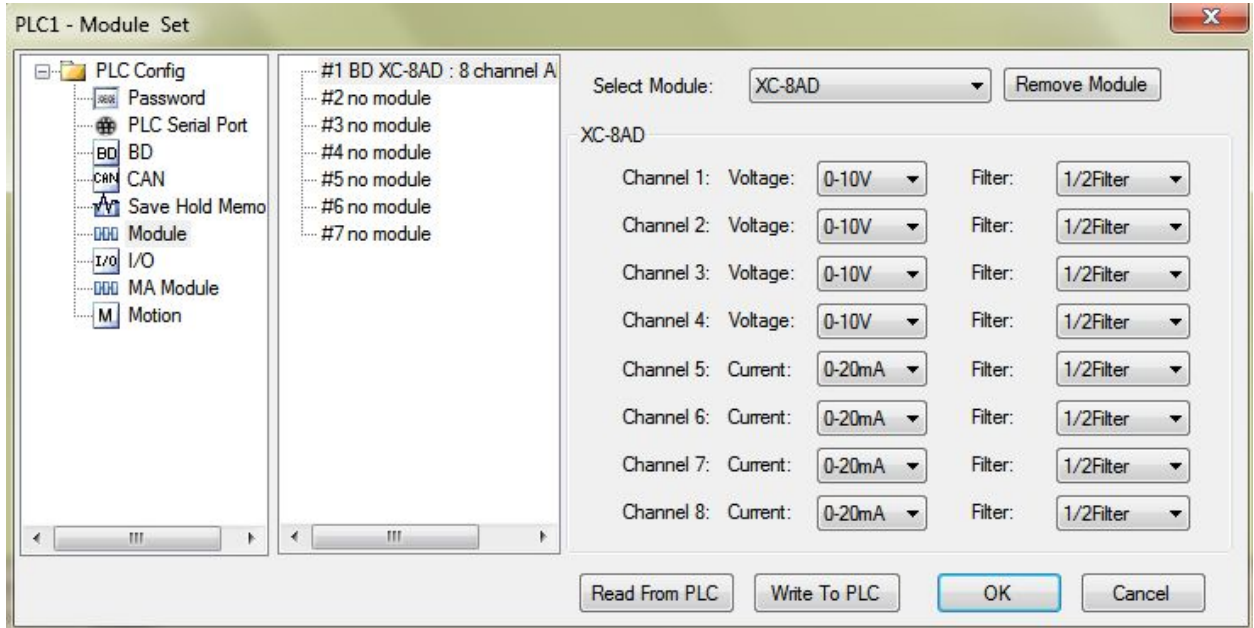 PLC1 - Module Set
PLC Config
Password
PLC Serial Port
BD BD
CAN CAN
Save Hold Memo
Module
I/O I/O
MA Module
M Motion
#1 BD XC-8AD : 8 channel A
#2 no module
#3 no module
#4 no module
#5 no module
#6 no module
#7 no module
Select Module: XC-8AD Remove Module
XC-8AD
Channel 1: Voltage: 0-10V Filter: 1/2Filter
Channel 2: Voltage: 0-10V Filter: 1/2Filter
Channel 3: Voltage: 0-10V Filter: 1/2Filter
Channel 4: Voltage: 0-10V Filter: 1/2Filter
Channel 5: Current: 0-20mA Filter: 1/2Filter
Channel 6: Current: 0-20mA Filter: 1/2Filter
Channel 7: Current: 0-20mA Filter: 1/2Filter
Channel 8: Current: 0-20mA Filter: 1/2Filter
Read From PLC Write To PLC OK Cancel